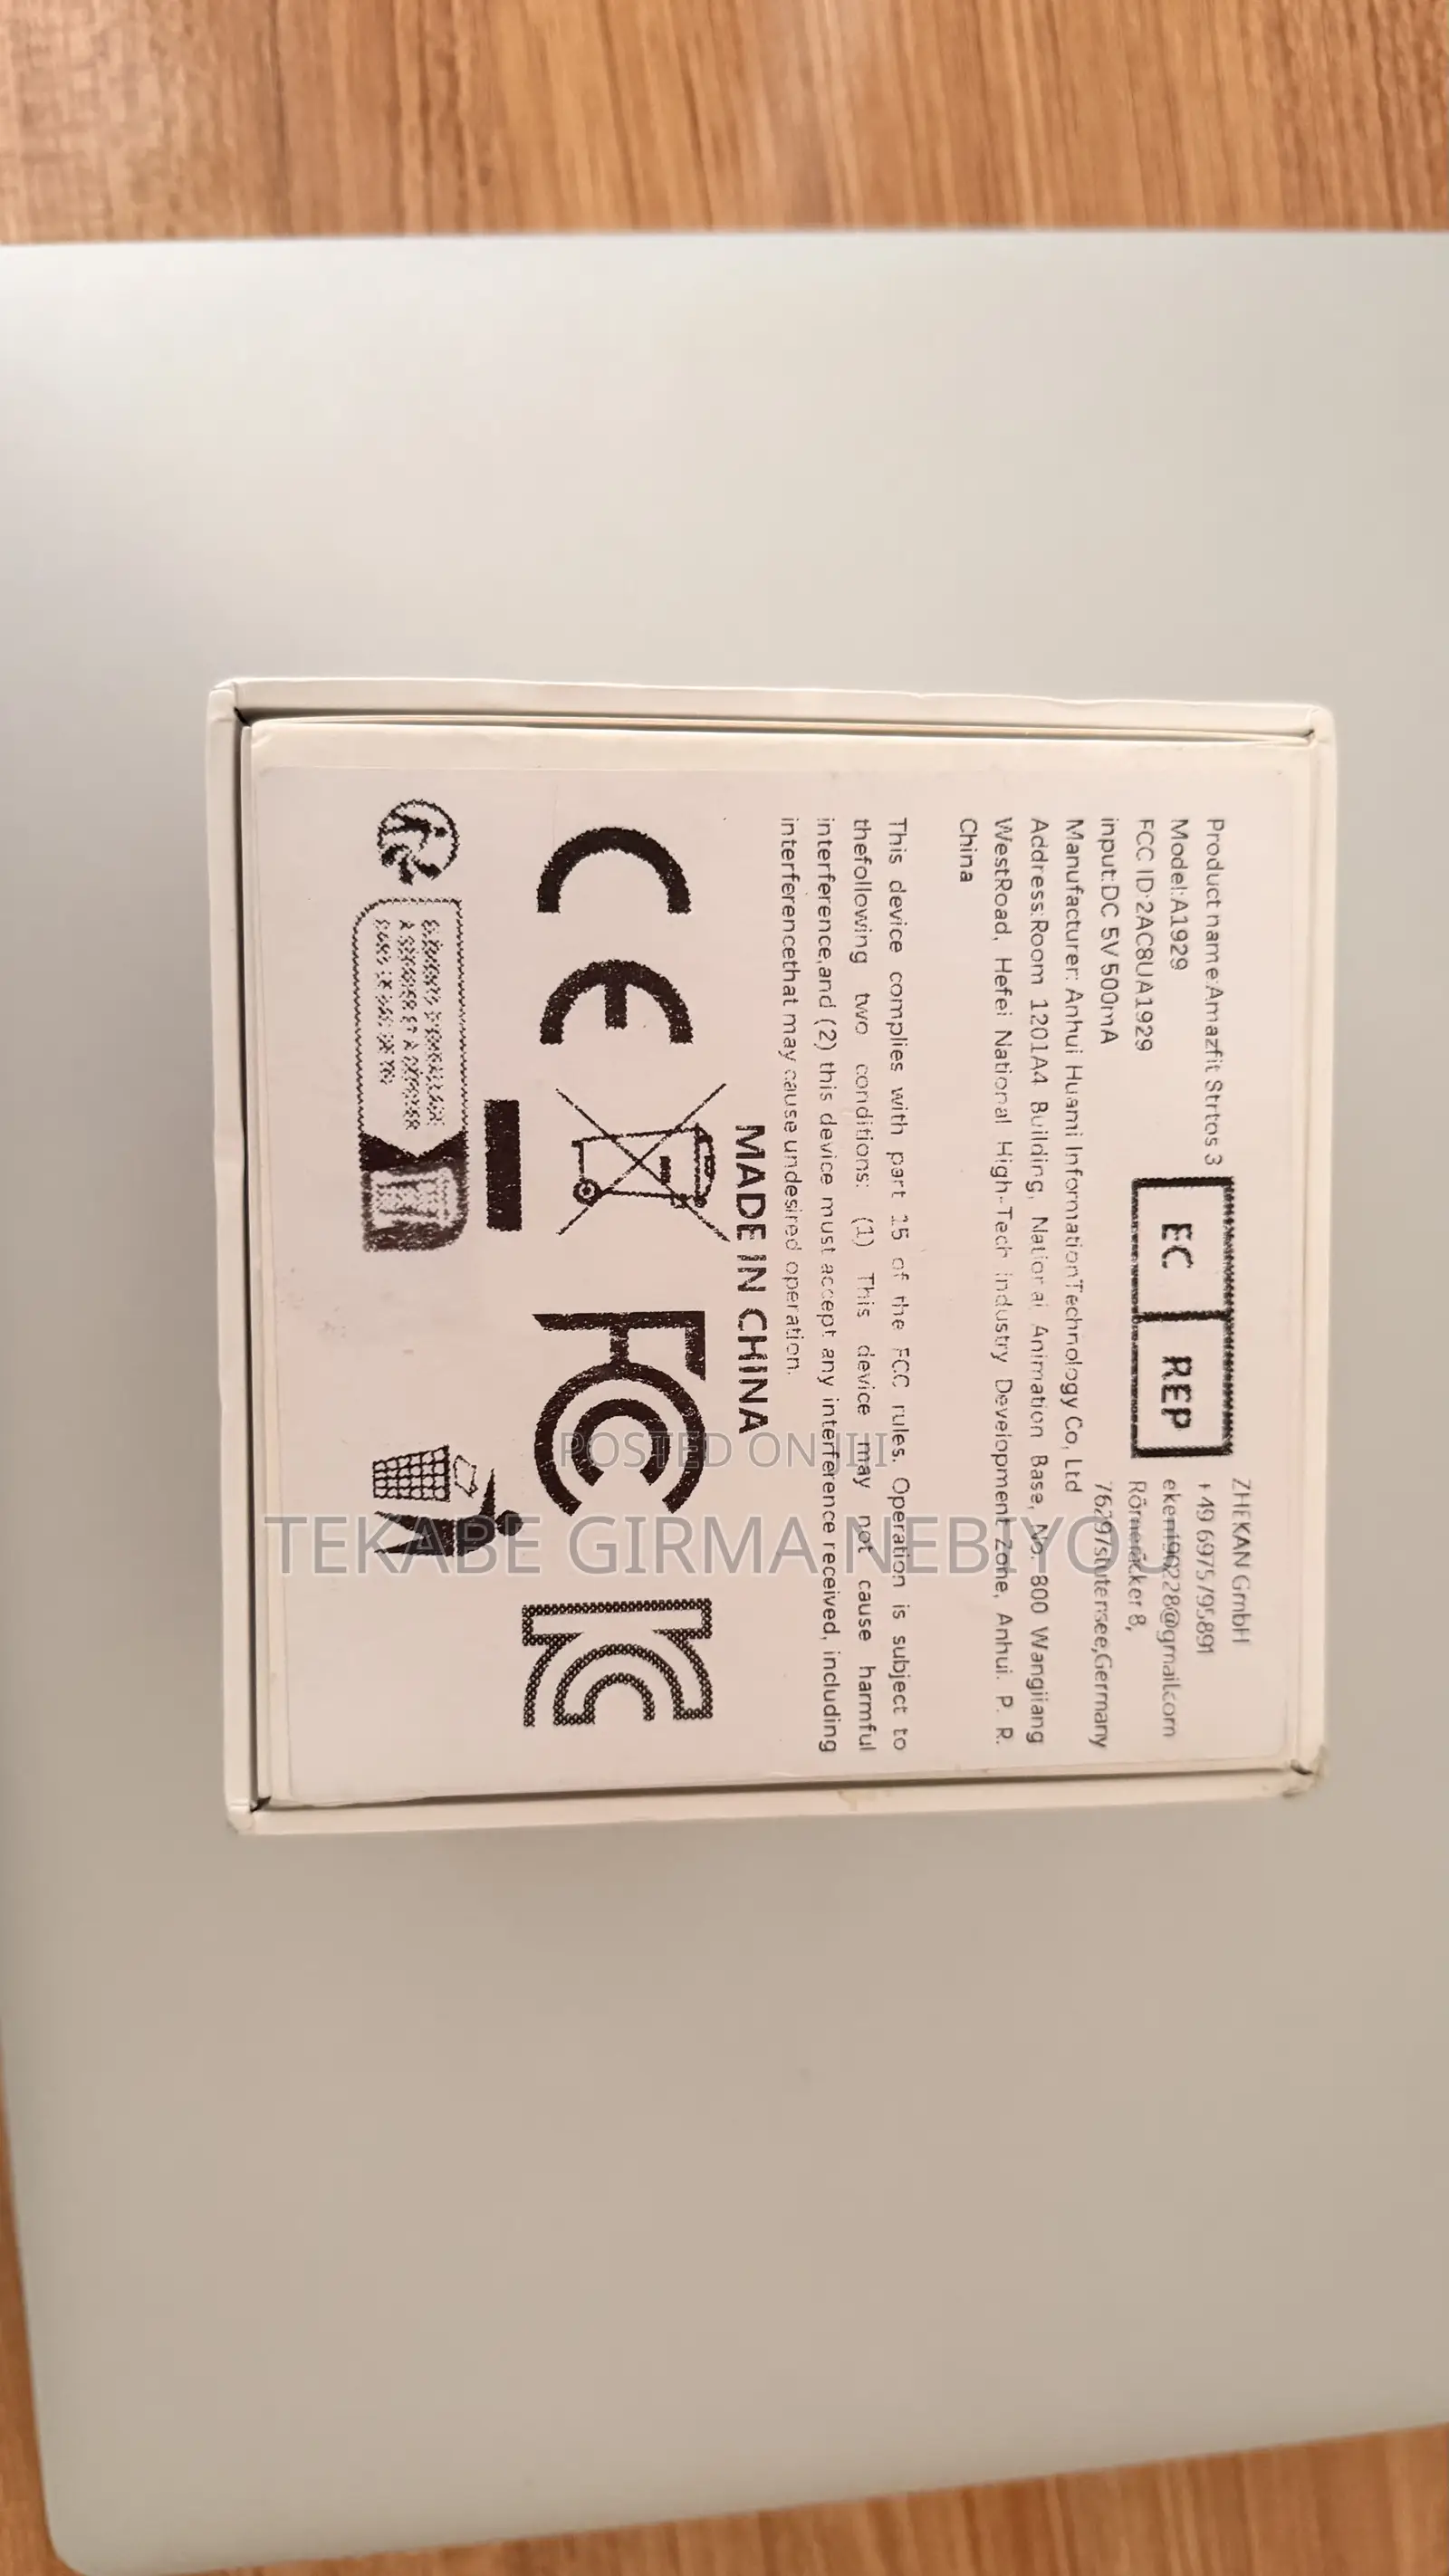 Product name:Amazfit Strtos 3
Model:A1929
FCC ID:2AC8UA1929
input:DC 5V 500mA
EC REP
ZHEKAN GmbH
76297stutensee,Germany
Manufacturer: Anhui Huami InformationTechnology Co, Ltd
Address:Room 1201A4 Building, National Animation Base, No. 800 Wangjiang
WestRoad, Hefei National High-Tech industry Development Zone, Anhui. P. R.
China
This device complies with part 15 of the FCC rules. Operation is subject to
thefollowing two conditions: (1) This device may not cause harmful
interference,and (2) this device must accept any interference received, including
interferencethat may cause undesired operation.
MADE IN CHINA
CE
FC
KC
POSTED ON JIJI
TEKABE GIRMA NEBIYOU